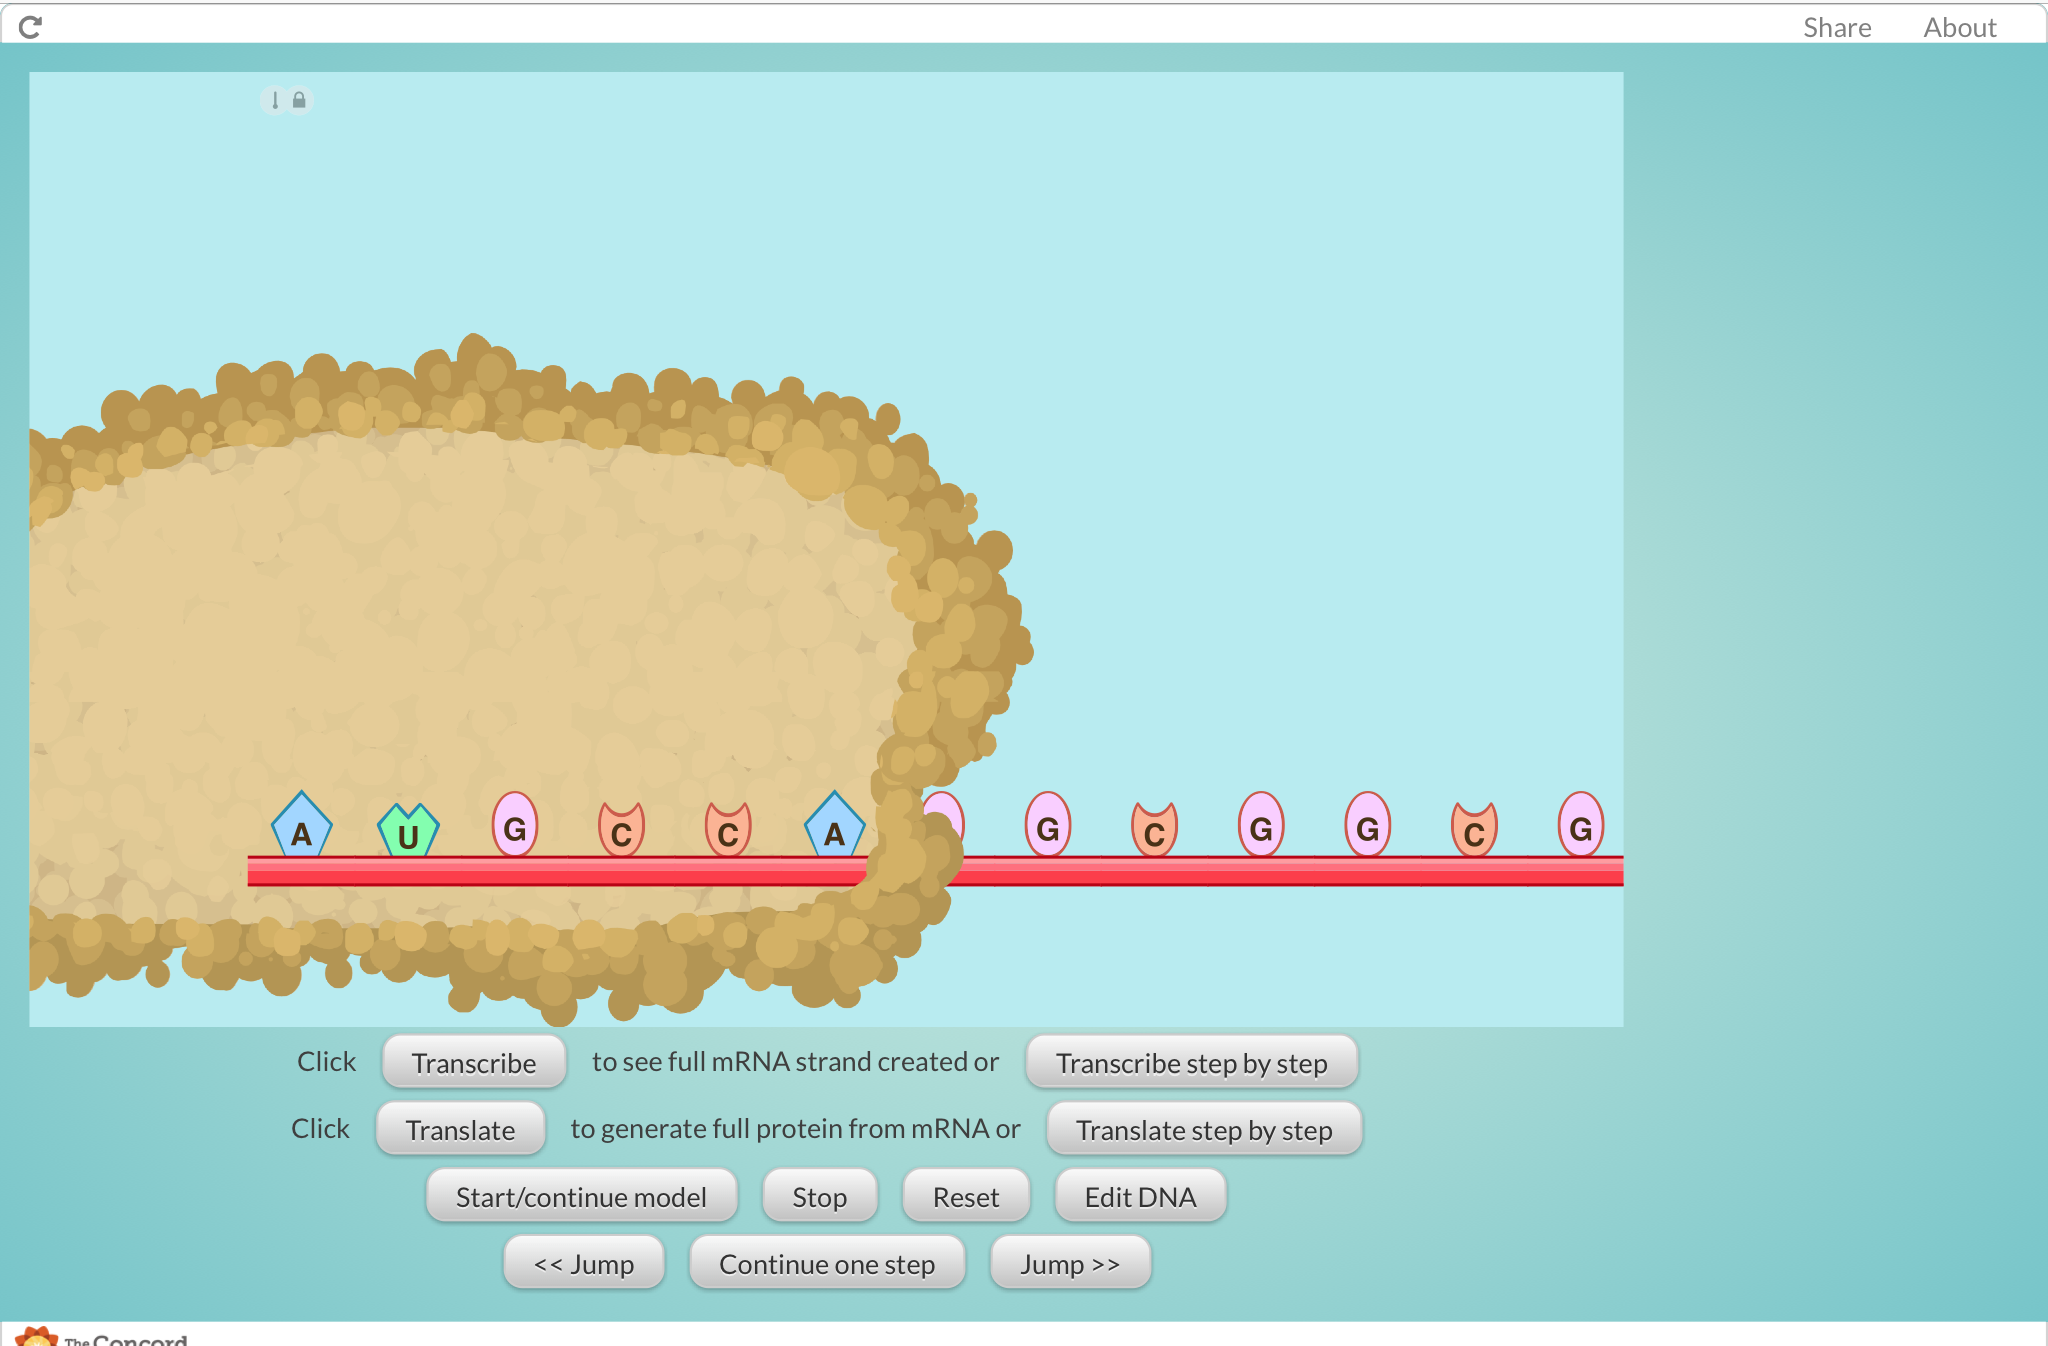 Share About
A U G C C A G C G G C G
Click Transcribe to see full mRNA strand created or Transcribe step by step
Click Translate to generate full protein from mRNA or Translate step by step
Start/continue model Stop Reset Edit DNA
<< Jump Continue one step Jump >>
The Concord